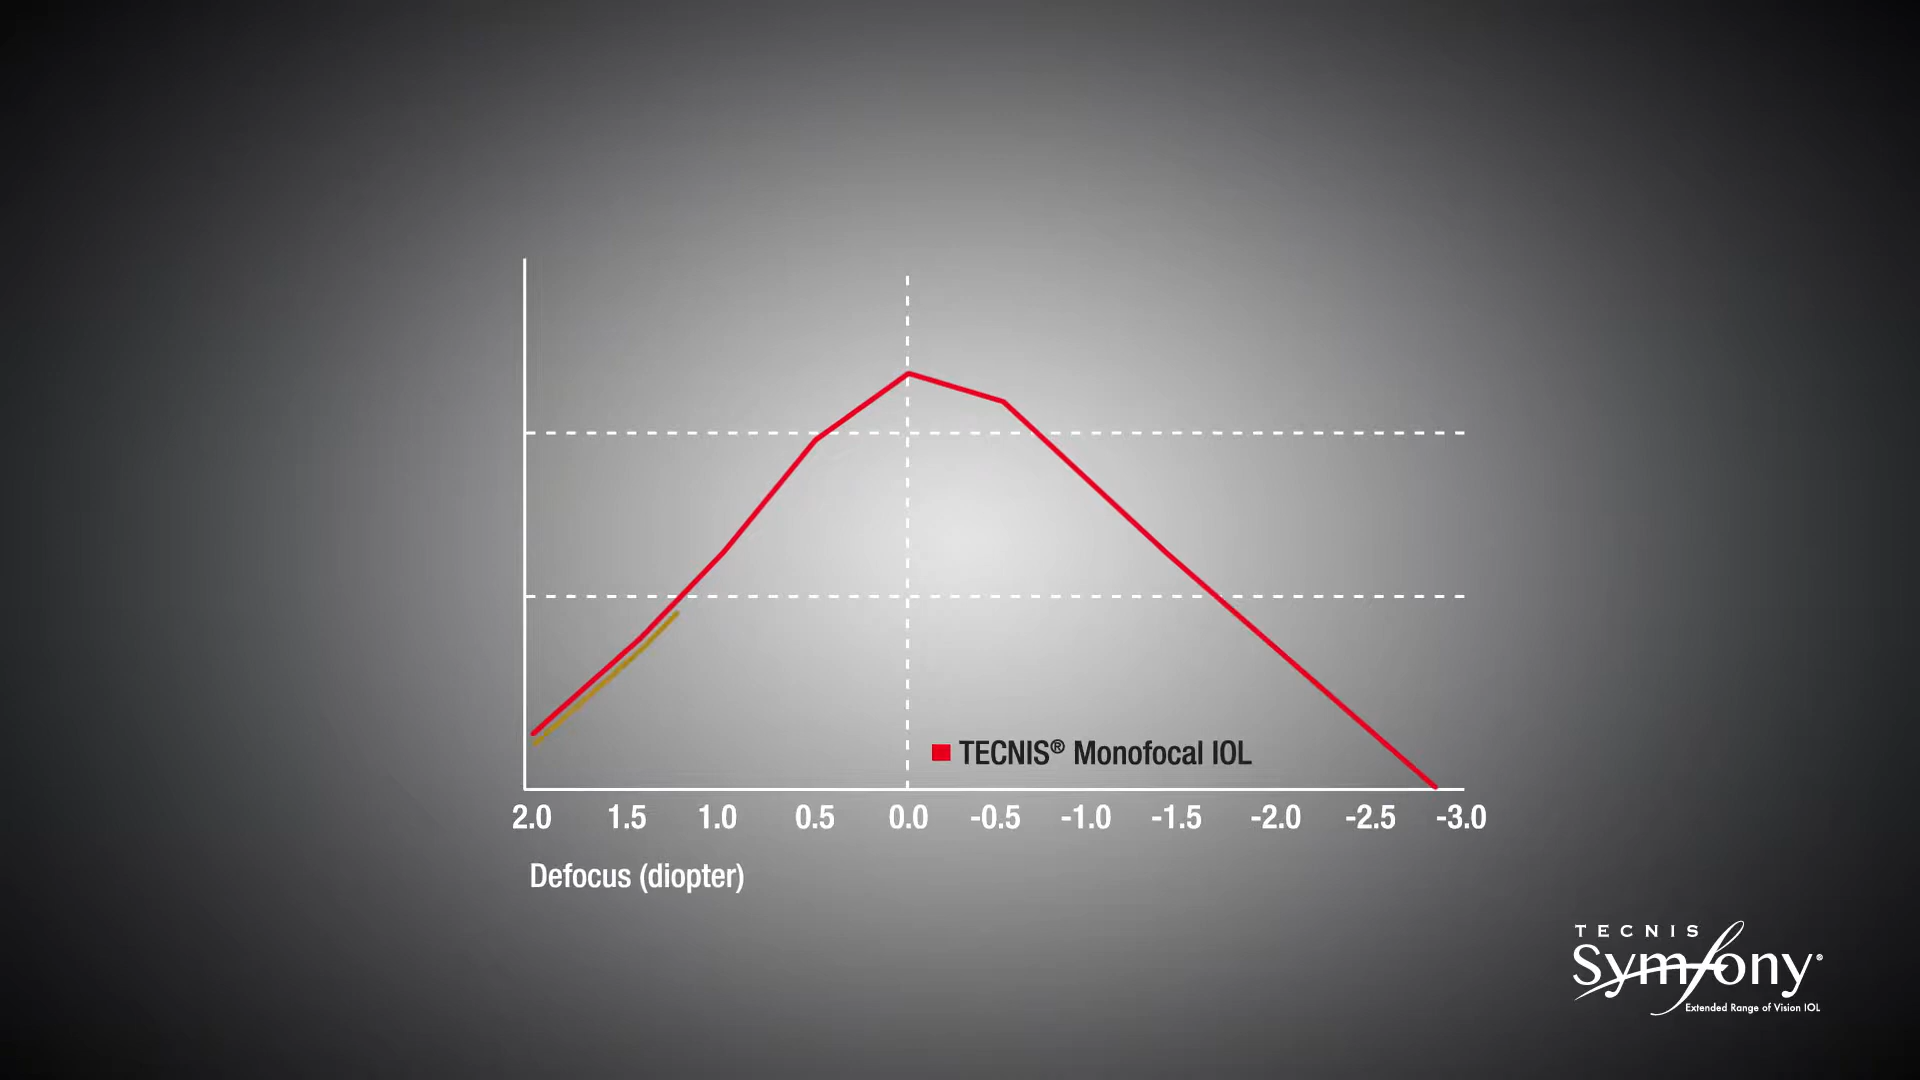 TECNIS® Monofocal IOL
2.0 1.5 1.0 0.5 0.0 -0.5 -1.0 -1.5 -2.0 -2.5 -3.0
Defocus (diopter)
TECNIS
Symfony®
Extended Range of Vision IOL